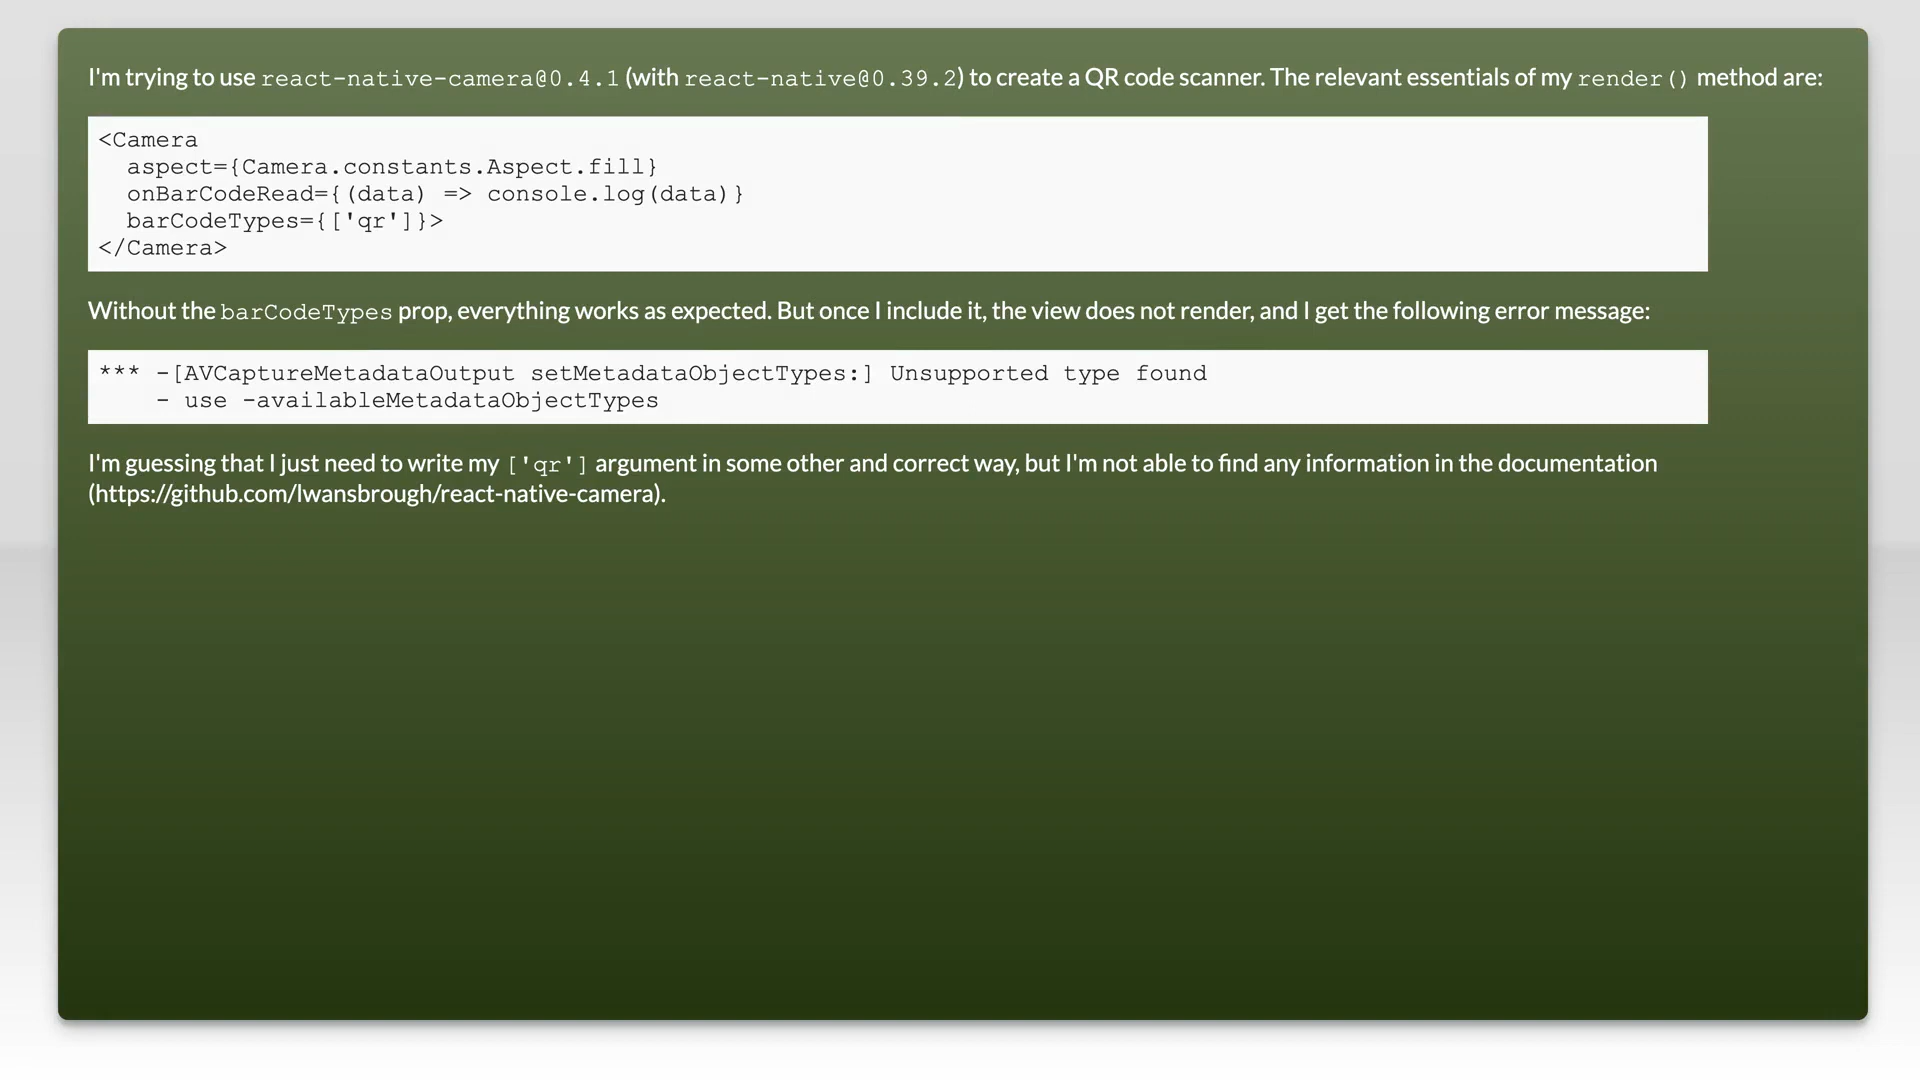 I'm trying to use react-native-camera@0.4.1 (with react-native@0.39.2) to create a QR code scanner. The relevant essentials of my render() method are:
<Camera
  aspect={Camera.constants.Aspect.fill}
  onBarCodeRead={(data) => console.log(data)}
  barCodeTypes={['qr']}>
</Camera>
Without the barCodeTypes prop, everything works as expected. But once I include it, the view does not render, and I get the following error message:
*** -[AVCaptureMetadataOutput setMetadataObjectTypes:] Unsupported type found
    - use -availableMetadataObjectTypes
I'm guessing that I just need to write my ['qr'] argument in some other and correct way, but I'm not able to find any information in the documentation
(https://github.com/lwansbrough/react-native-camera).